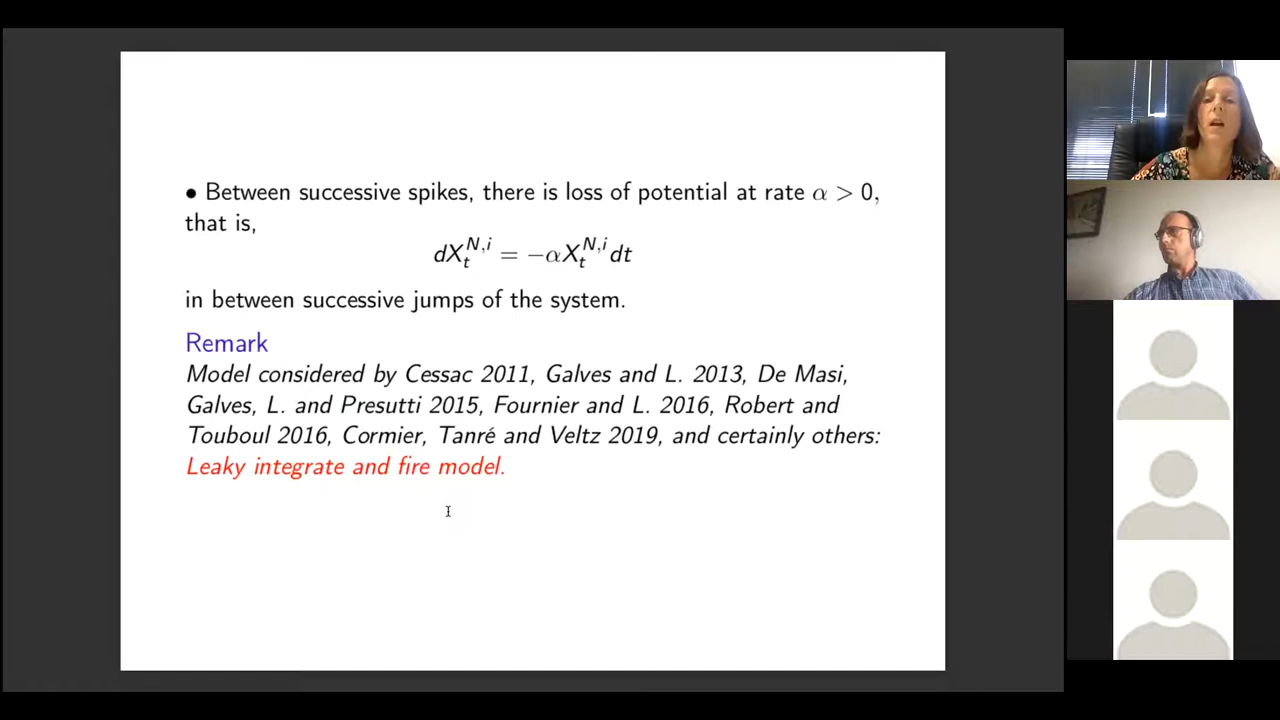 • Between successive spikes, there is loss of potential at rate α > 0,
that is,
dX_t^{N,i} = −αX_t^{N,i} dt
in between successive jumps of the system.
Remark
Model considered by Cessac 2011, Galves and L. 2013, De Masi,
Galves, L. and Presutti 2015, Fournier and L. 2016, Robert and
Touboul 2016, Cormier, Tanré and Veltz 2019, and certainly others:
Leaky integrate and fire model.